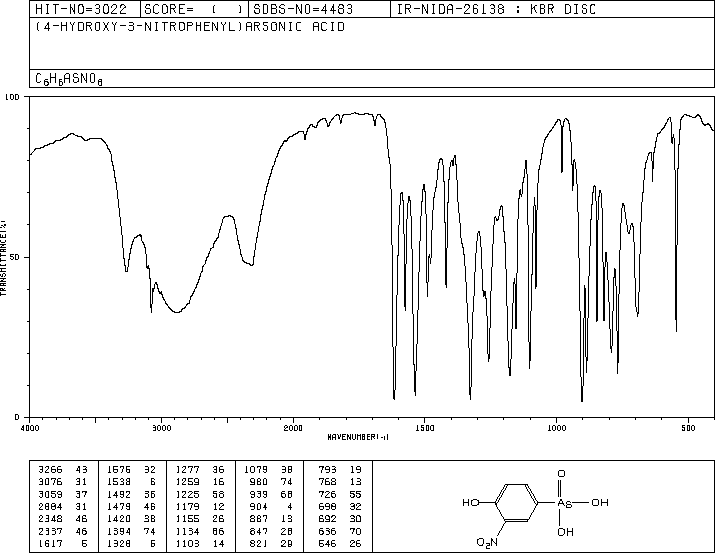 HIT-NO=3022 SCORE= ( ) SDBS-NO=4483 IR-NIDA-26138 : KBR DISC
(4-HYDROXY-3-NITROPHENYL)ARSONIC ACID
C6H6ASNO6
100
50
0
TRANSMITTANCE(%)
4000 3000 2000 1500 1000 500
WAVENUMBER(-1)
3266 43 1576 32 1277 36 1079 38 793 19
3076 31 1538 6 1259 16 980 74 768 13
3059 37 1492 36 1225 58 939 68 726 55
2884 31 1479 46 1179 12 904 4 698 32
2348 46 1420 38 1155 26 887 13 692 30
2337 46 1394 74 1134 66 847 28 636 70
1617 5 1328 5 1103 14 821 29 546 26
O
HO As OH
OH
O2N